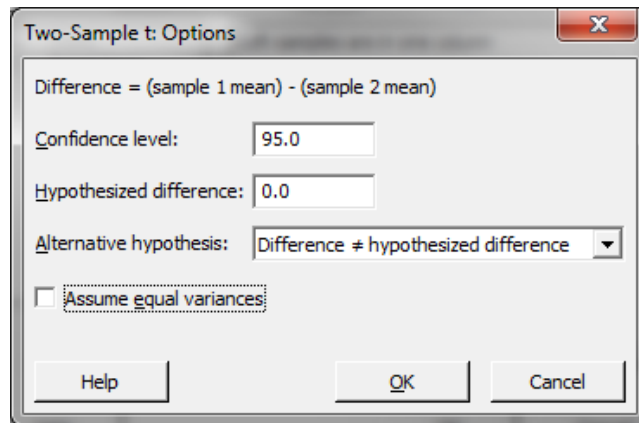 Two-Sample t: Options
Difference = (sample 1 mean) - (sample 2 mean)
Confidence level: 95.0
Hypothesized difference: 0.0
Alternative hypothesis: Difference ≠ hypothesized difference
Assume equal variances
Help OK Cancel